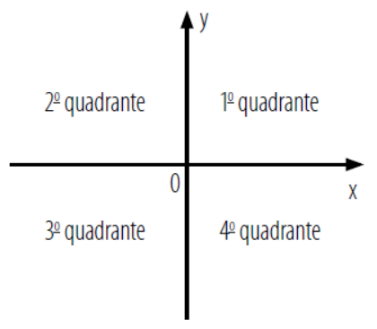 y
2º quadrante 1º quadrante
0
x
3º quadrante 4º quadrante